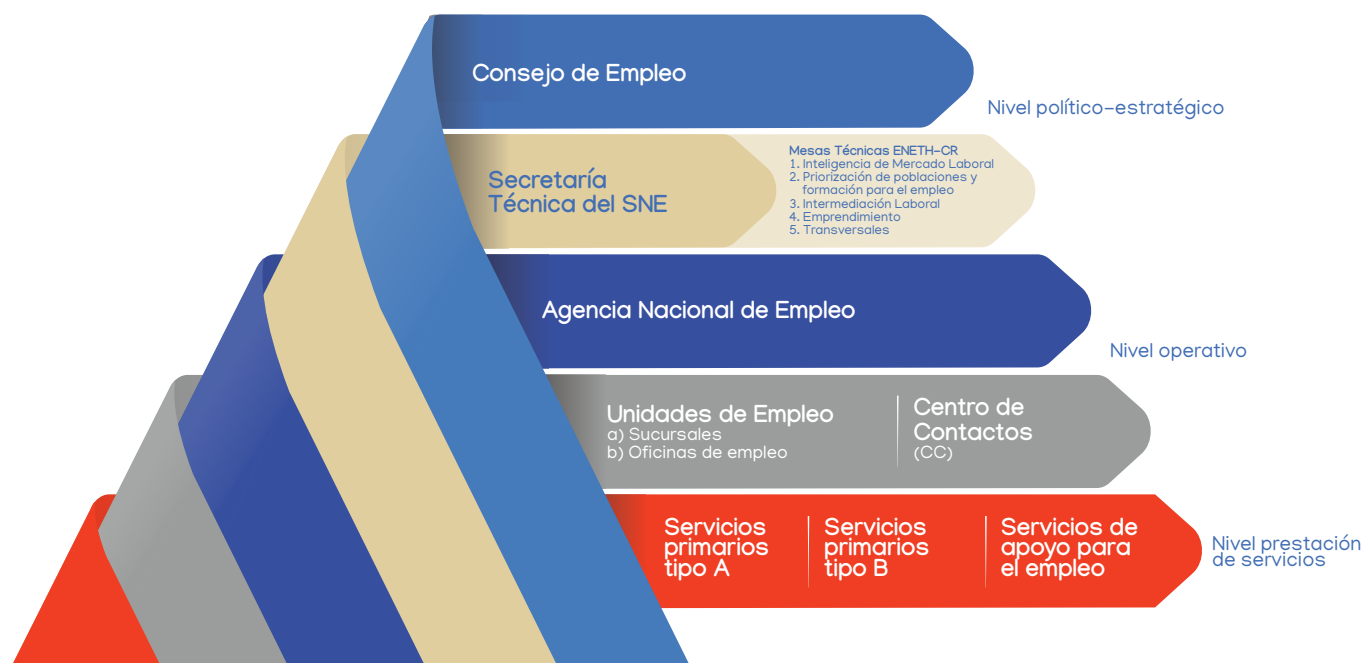 Consejo de Empleo
Nivel político-estratégico
Secretaría
Técnica del SNE
Mesas Técnicas ENETH-CR
1. Inteligencia de Mercado Laboral
2. Priorización de poblaciones y
formación para el empleo
3. Intermediación Laboral
4. Emprendimiento
5. Transversales
Agencia Nacional de Empleo
Nivel operativo
Unidades de Empleo
a) Sucursales
b) Oficinas de empleo
Centro de
Contactos
(CC)
Servicios
primarios
tipo A
Servicios
primarios
tipo B
Servicios de
apoyo para
el empleo
Nivel prestación
de servicios